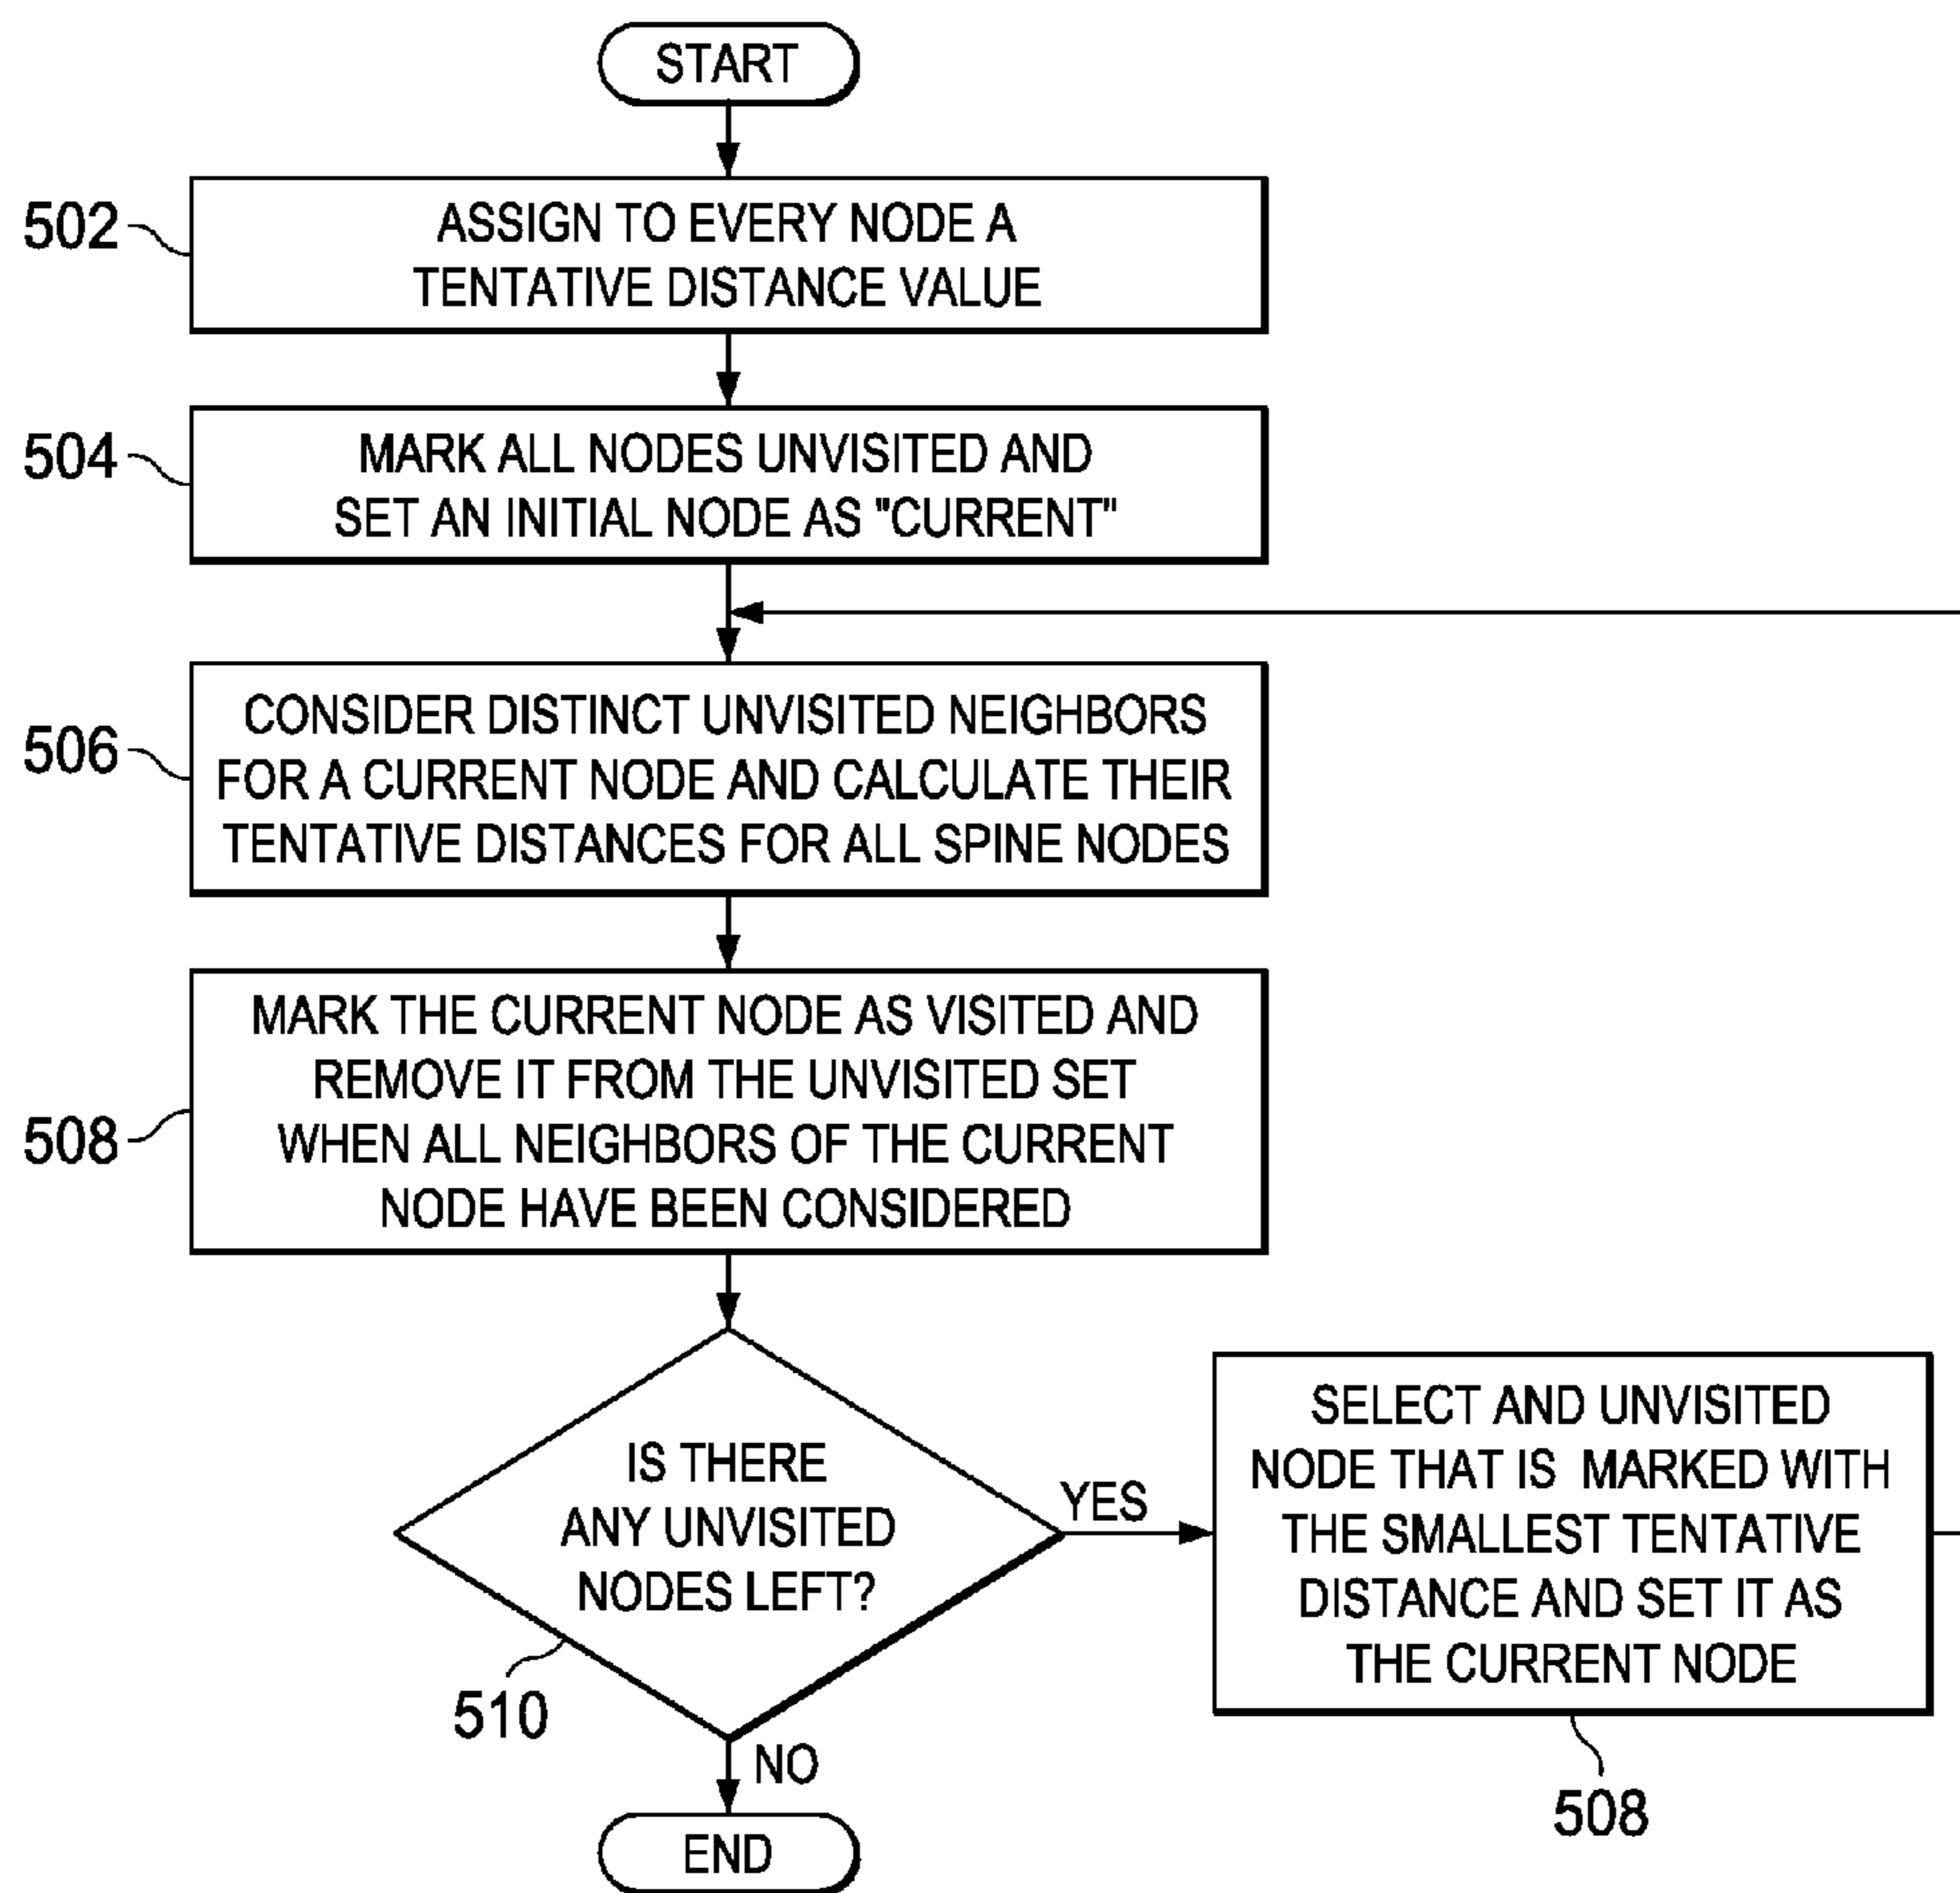 START
502
ASSIGN TO EVERY NODE A
TENTATIVE DISTANCE VALUE
504
MARK ALL NODES UNVISITED AND
SET AN INITIAL NODE AS "CURRENT"
506
CONSIDER DISTINCT UNVISITED NEIGHBORS
FOR A CURRENT NODE AND CALCULATE THEIR
TENTATIVE DISTANCES FOR ALL SPINE NODES
508
MARK THE CURRENT NODE AS VISITED AND
REMOVE IT FROM THE UNVISITED SET
WHEN ALL NEIGHBORS OF THE CURRENT
NODE HAVE BEEN CONSIDERED
IS THERE
ANY UNVISITED
NODES LEFT?
510
YES
SELECT AND UNVISITED
NODE THAT IS MARKED WITH
THE SMALLEST TENTATIVE
DISTANCE AND SET IT AS
THE CURRENT NODE
508
NO
END